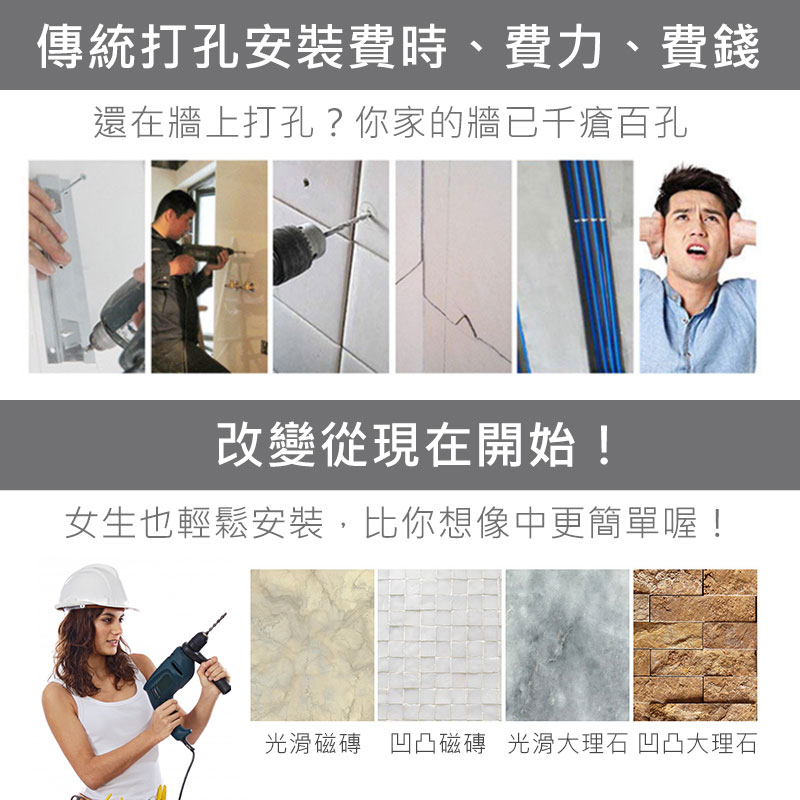 傳統打孔安裝費時、費力、費錢
還在牆上打孔？你家的牆已千瘡百孔
改變從現在開始！
女生也輕鬆安裝，比你想像中更簡單喔！
光滑磁磚 凹凸磁磚 光滑大理石 凹凸大理石